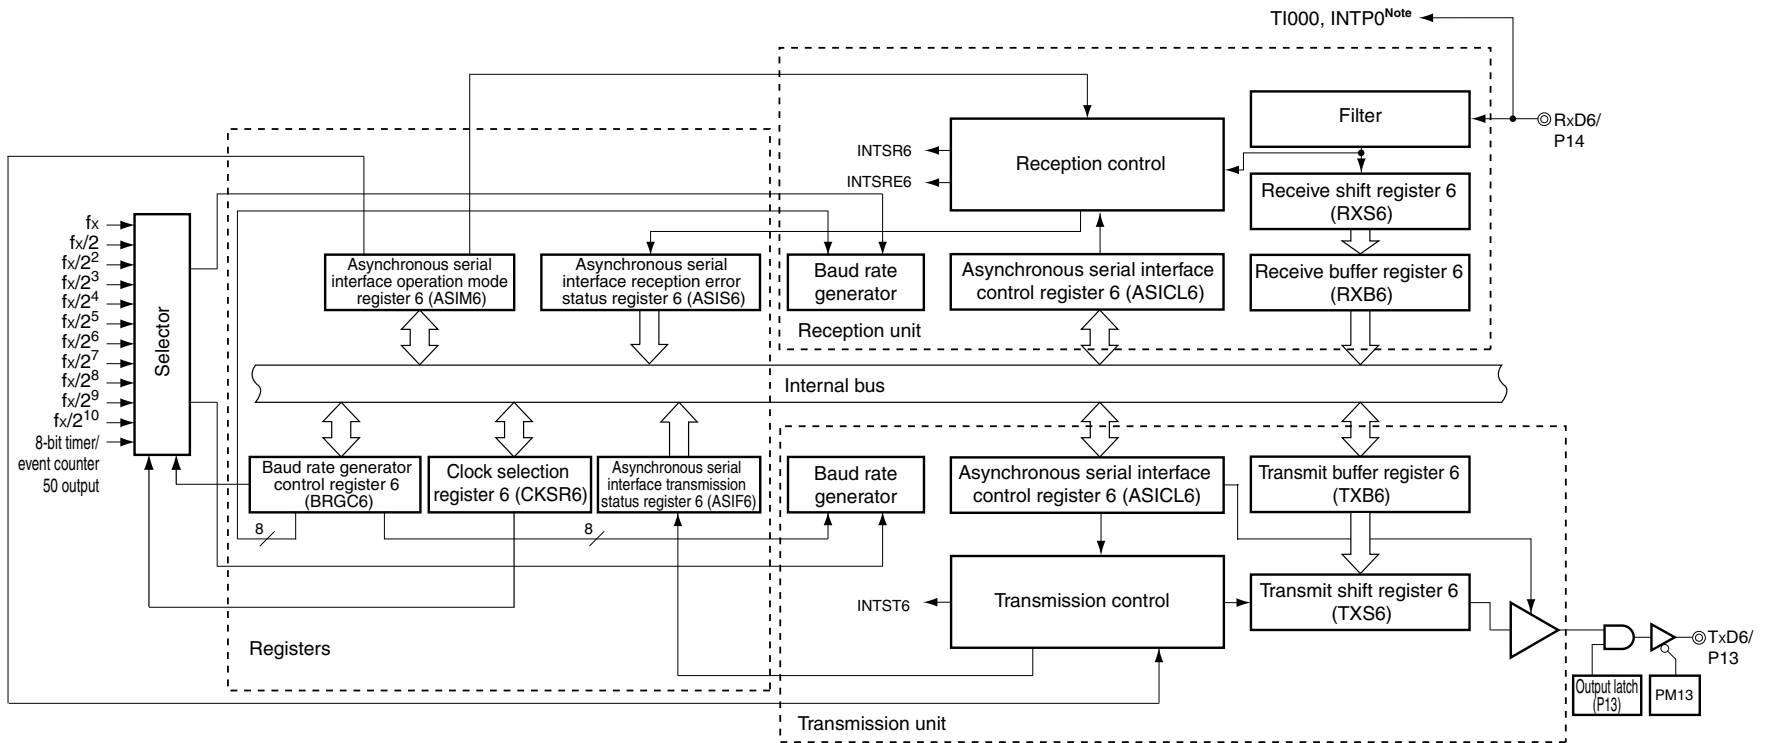 TI000, INTP0Note
Filter
RxD6/
P14
INTSR6
INTSRE6
Reception control
Receive shift register 6
(RXS6)
fX
fX/2
fX/2²
fX/2³
fX/2⁴
fX/2⁵
fX/2⁶
fX/2⁷
fX/2⁸
fX/2⁹
fX/2¹⁰
8-bit timer/
event counter
50 output
Selector
Asynchronous serial
interface operation mode
register 6 (ASIM6)
Asynchronous serial
interface reception error
status register 6 (ASIS6)
Baud rate
generator
Asynchronous serial interface
control register 6 (ASICL6)
Receive buffer register 6
(RXB6)
Reception unit
Internal bus
Baud rate generator
control register 6
(BRGC6)
Clock selection
register 6 (CKSR6)
Asynchronous serial
interface transmission
status register 6 (ASIF6)
Baud rate
generator
Asynchronous serial interface
control register 6 (ASICL6)
Transmit buffer register 6
(TXB6)
8
8
INTST6
Transmission control
Transmit shift register 6
(TXS6)
Registers
TxD6/
P13
Output latch
(P13)
PM13
Transmission unit